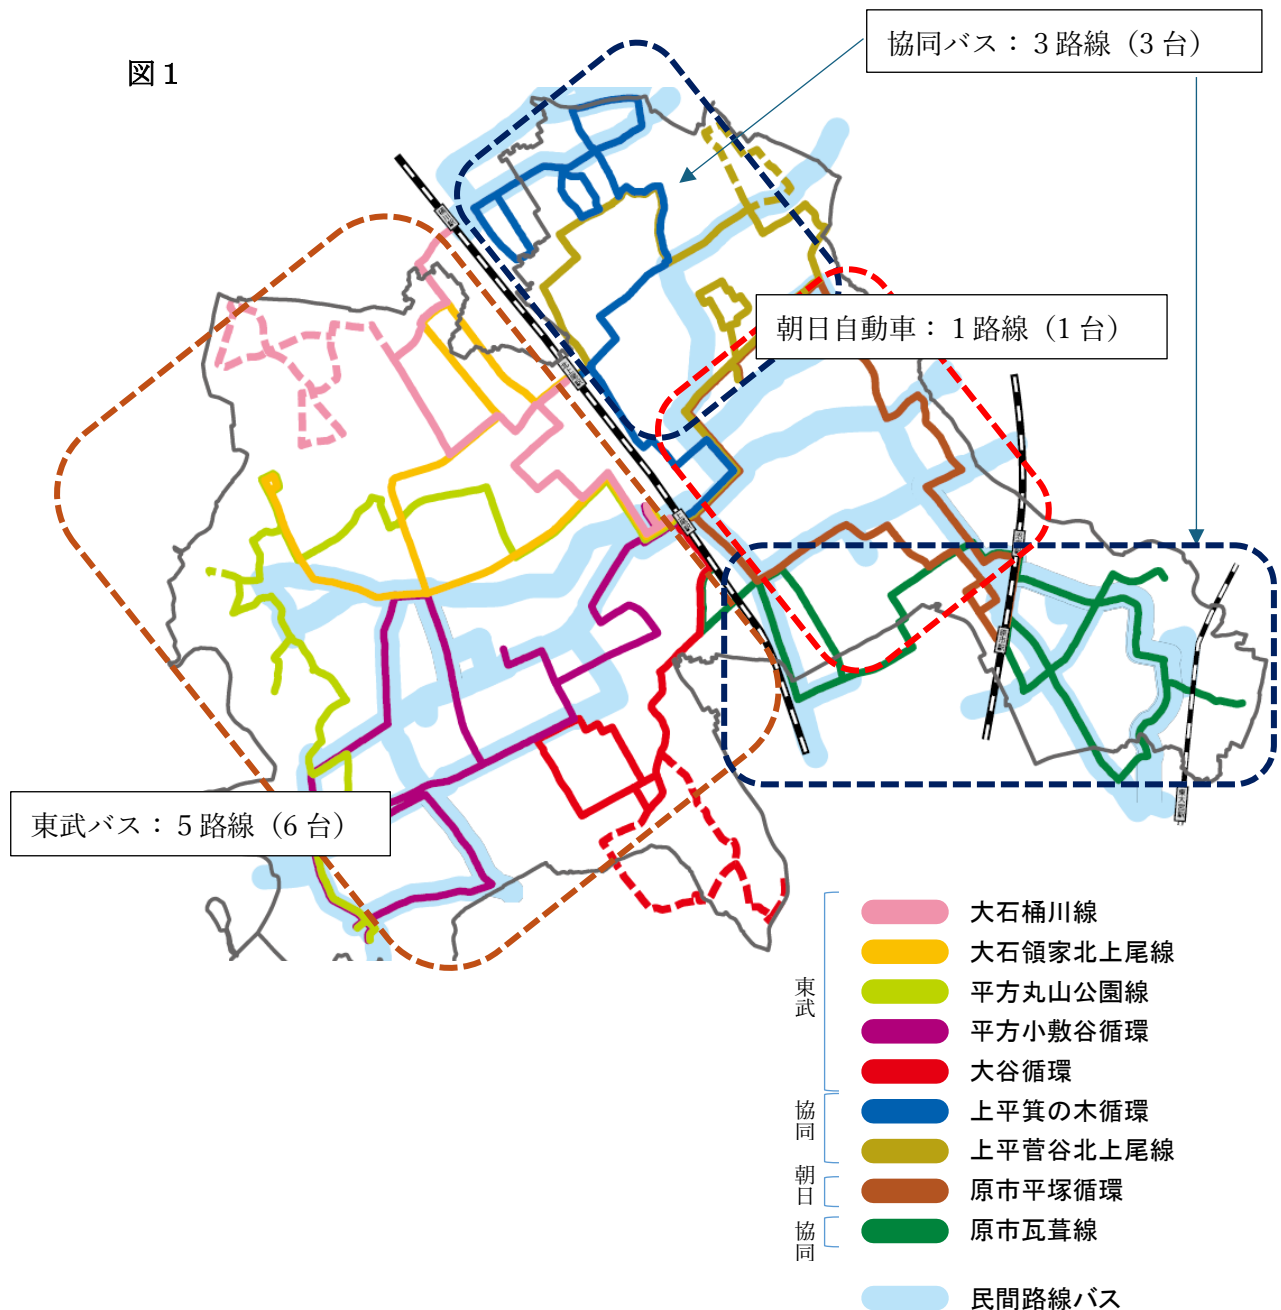 図１
協同バス：３路線（3 台）
朝日自動車：１路線（1 台）
東武バス：５路線（6 台）
東武
大石桶川線
大石領家北上尾線
平方丸山公園線
平方小敷谷循環
大谷循環
協同
上平箕の木循環
上平菅谷北上尾線
朝日
原市平塚循環
協同
原市瓦葺線
民間路線バス